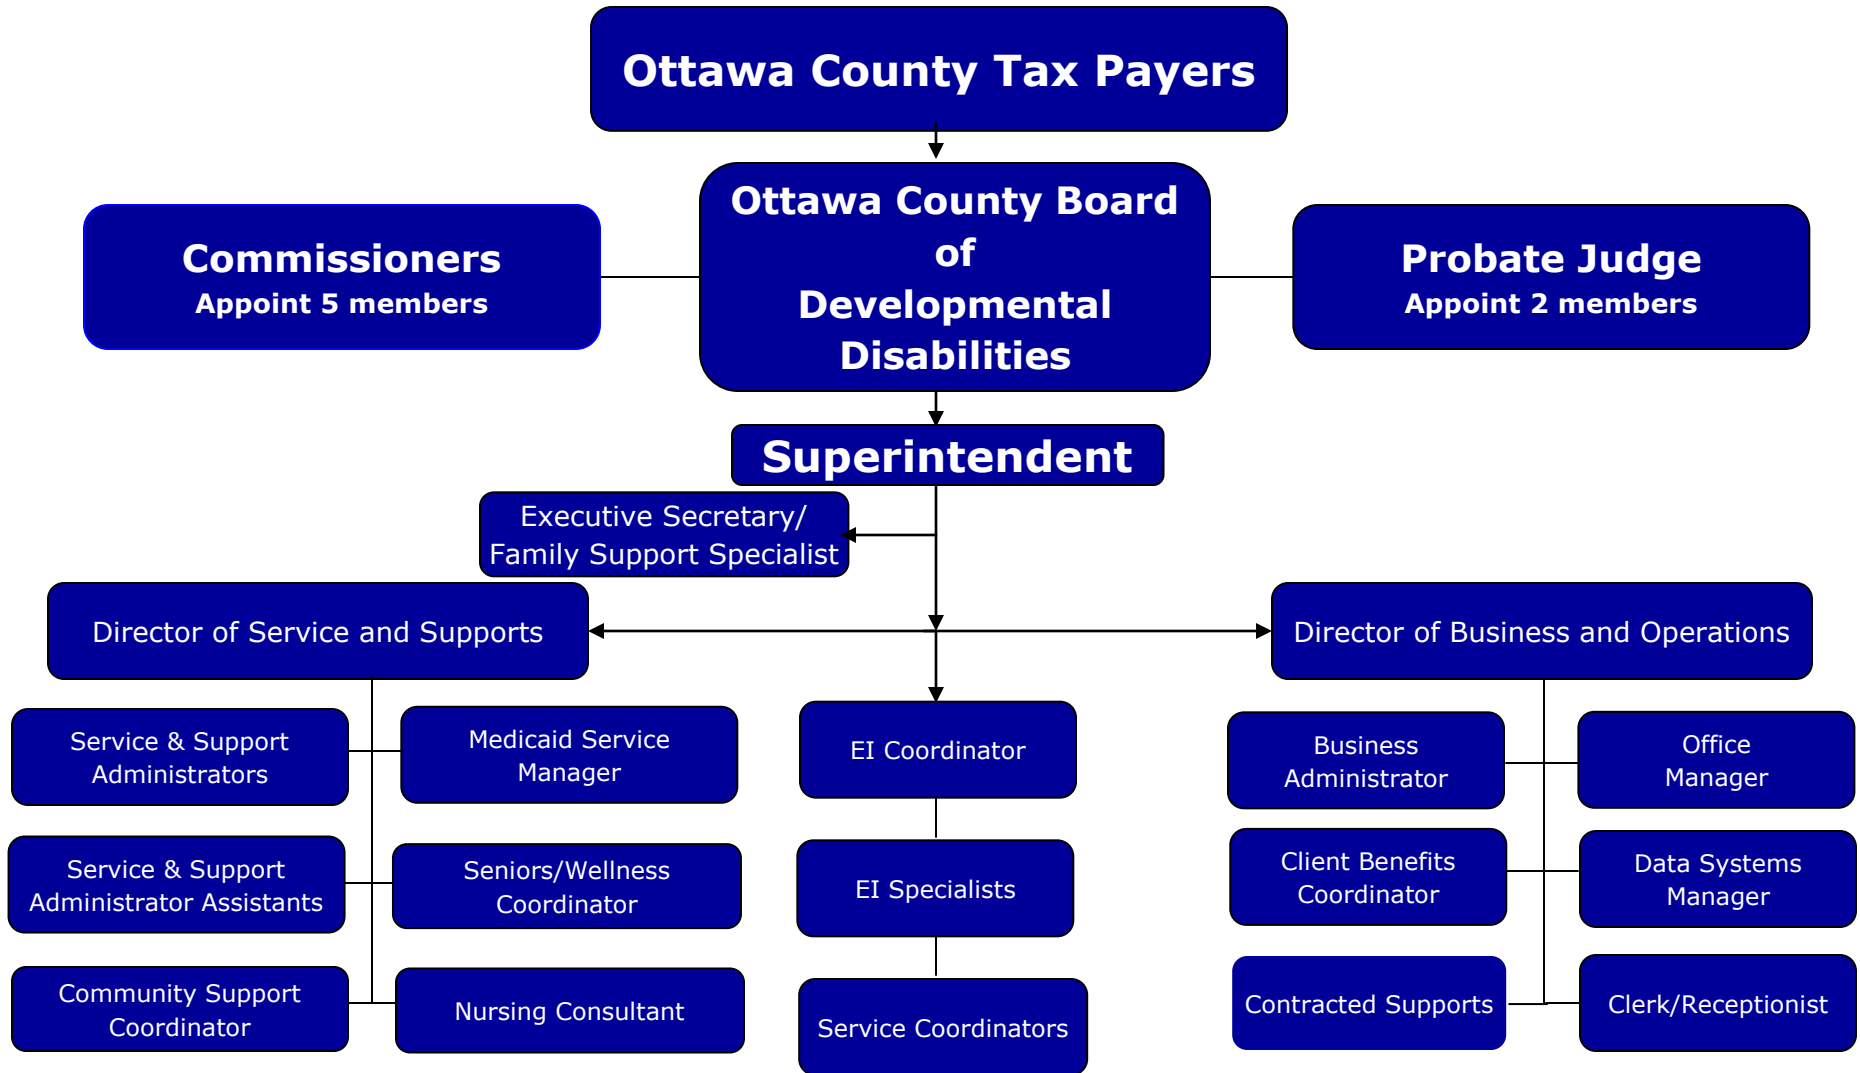 Ottawa County Tax Payers
Ottawa County Board
of
Developmental
Disabilities
Commissioners
Appoint 5 members
Probate Judge
Appoint 2 members
Superintendent
Executive Secretary/
Family Support Specialist
Director of Service and Supports
Director of Business and Operations
Service & Support
Administrators
Medicaid Service
Manager
EI Coordinator
Business
Administrator
Office
Manager
Service & Support
Administrator Assistants
Seniors/Wellness
Coordinator
EI Specialists
Client Benefits
Coordinator
Data Systems
Manager
Community Support
Coordinator
Nursing Consultant
Service Coordinators
Contracted Supports
Clerk/Receptionist